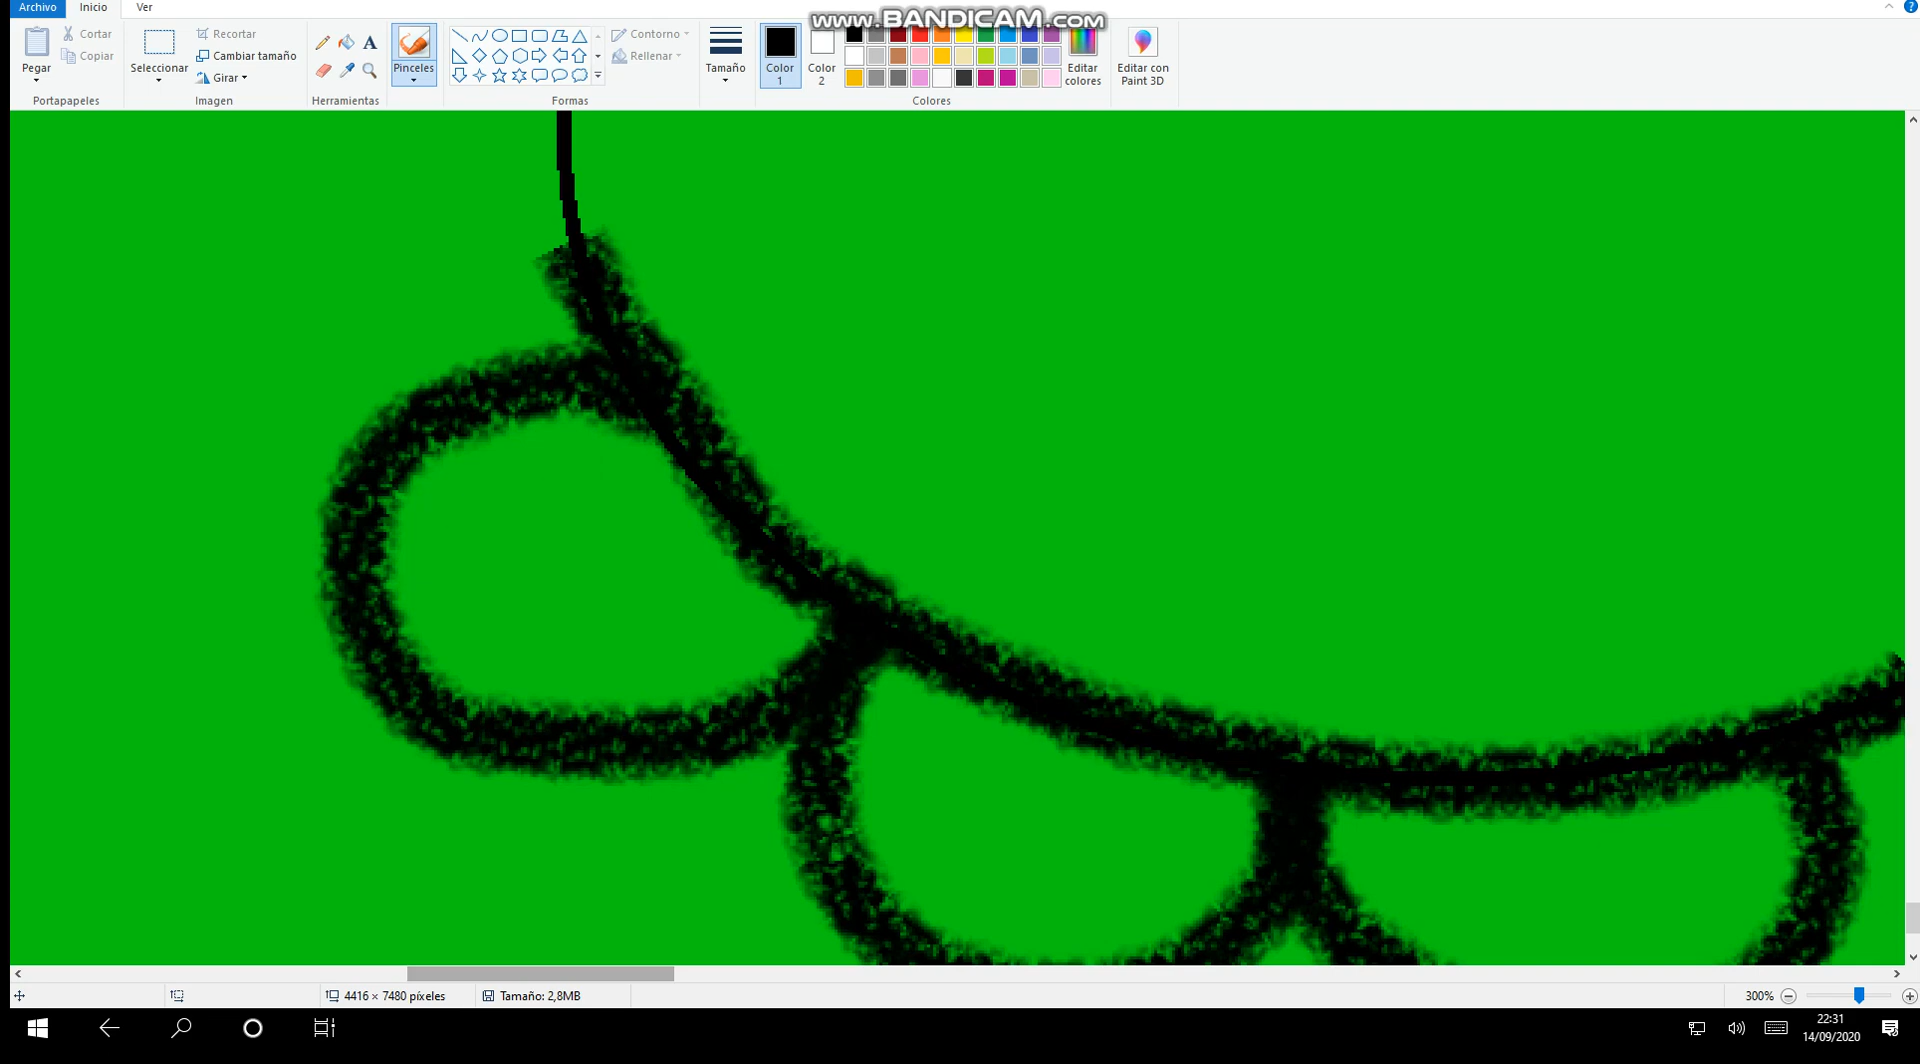 www.BANDICAM.com
Archivo Inicio Ver
Pegar
Cortar
Copiar
Portapapeles
Seleccionar
Recortar
Cambiar tamaño
Girar
Imagen
A
Herramientas
Pinceles
Formas
Contorno
Rellenar
Tamaño
Color 1
Color 2
Editar colores
Colores
Editar con Paint 3D
4416 × 7480 píxeles
Tamaño: 2,8MB
300%
22:31
14/09/2020